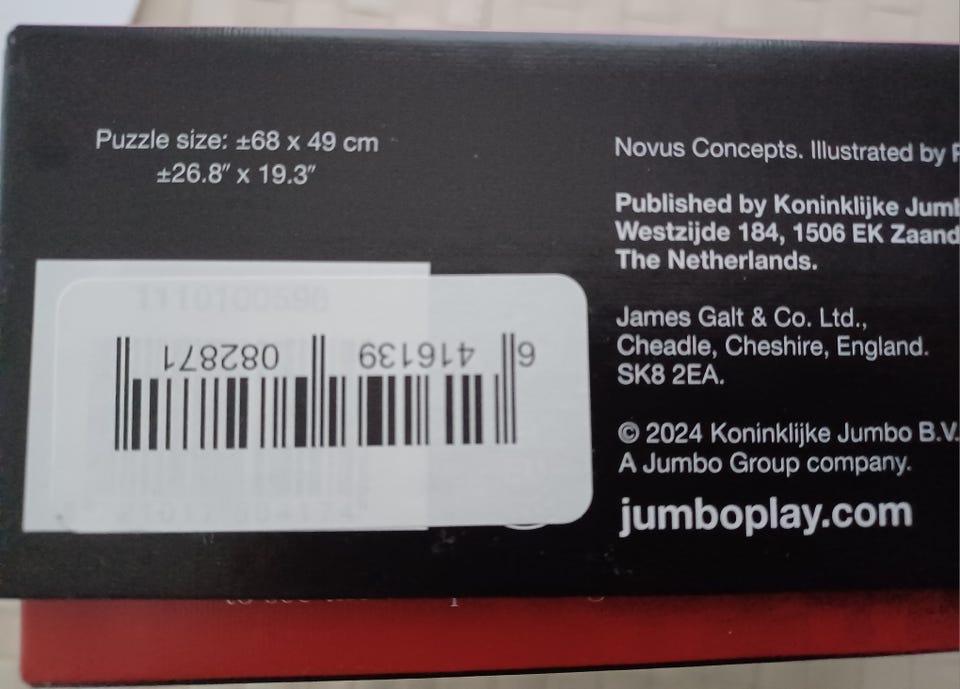 Puzzle size: ±68 x 49 cm
±26.8" x 19.3"
6 416139 082871
Novus Concepts. Illustrated by
Published by Koninklijke Jumb
Westzijde 184, 1506 EK Zaand
The Netherlands.
James Galt & Co. Ltd.,
Cheadle, Cheshire, England.
SK8 2EA.
© 2024 Koninklijke Jumbo B.V.
A Jumbo Group company.
jumboplay.com